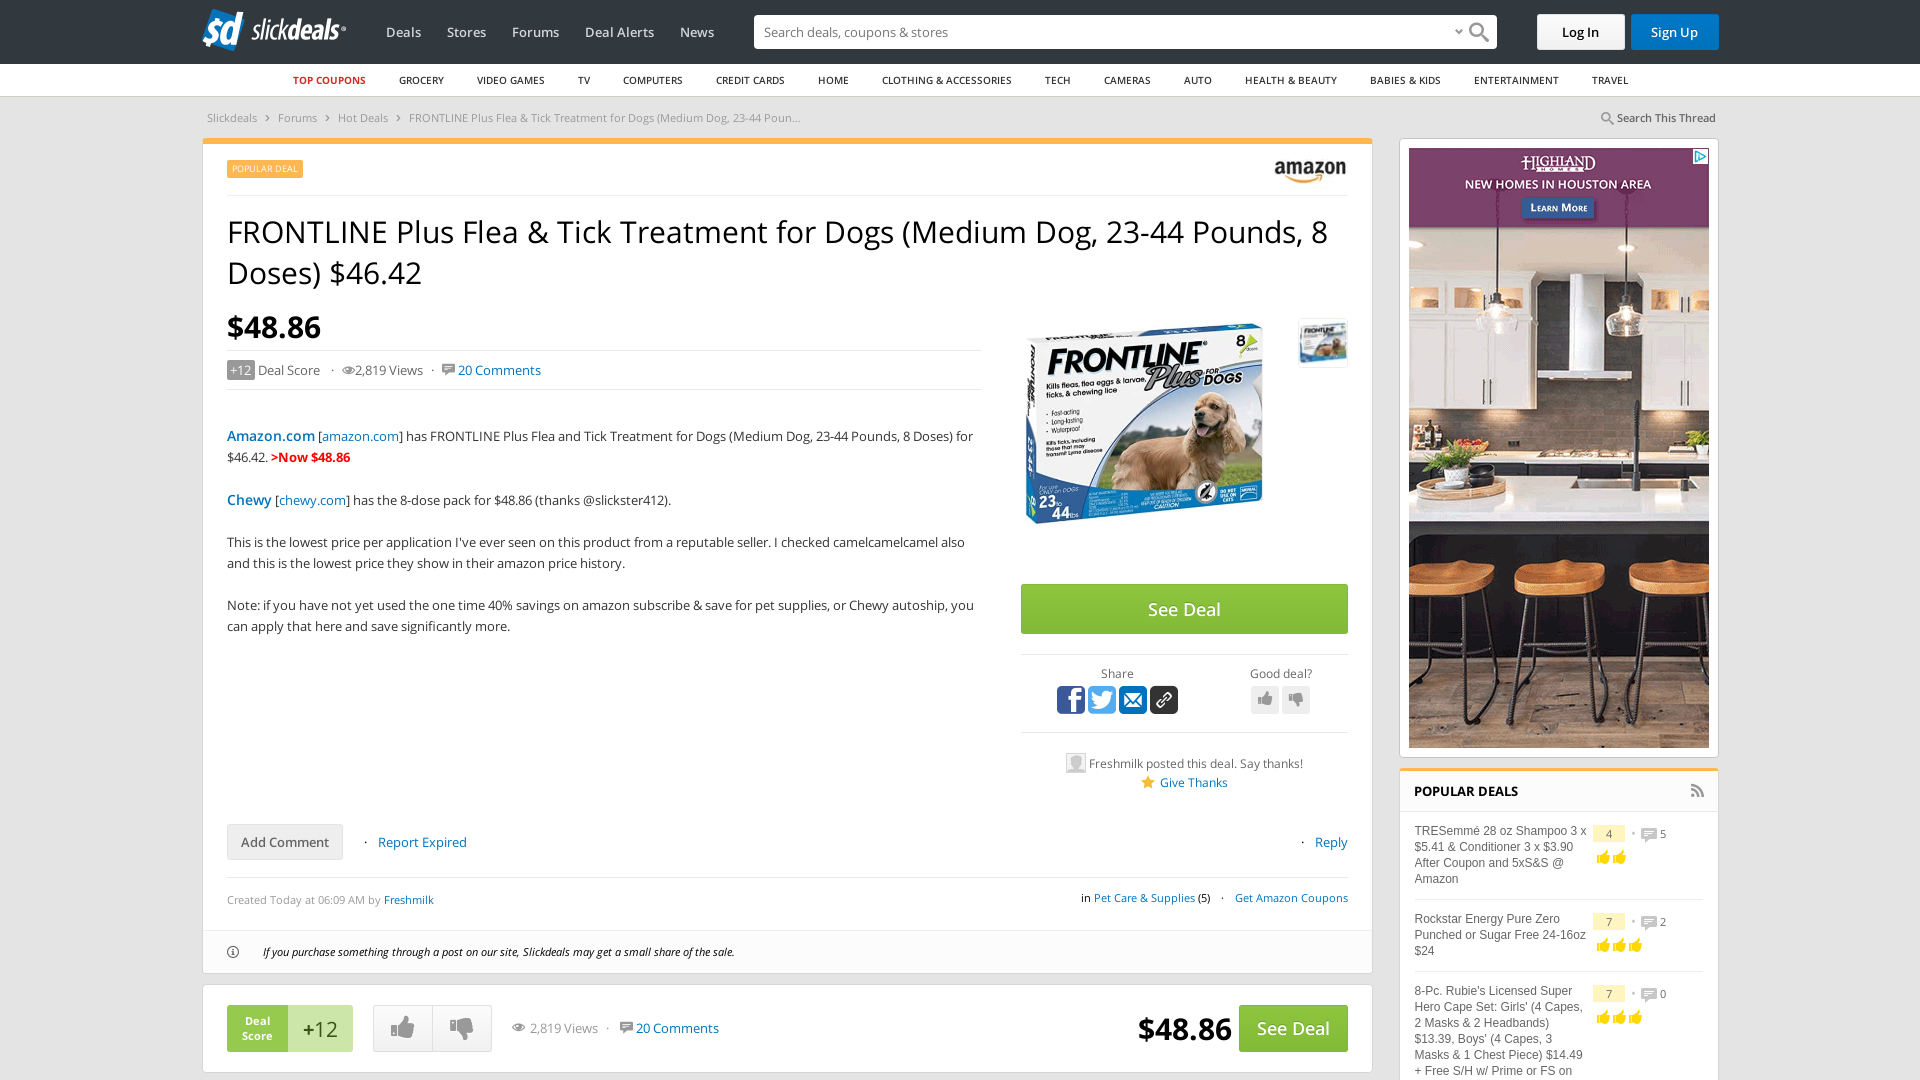 slickdeals
Deals
Stores
Forums
Deal Alerts
News
Search deals, coupons & stores
Log In
Sign Up
TOP COUPONS
GROCERY
VIDEO GAMES
TV
COMPUTERS
CREDIT CARDS
HOME
CLOTHING & ACCESSORIES
TECH
CAMERAS
AUTO
HEALTH & BEAUTY
BABIES & KIDS
ENTERTAINMENT
TRAVEL
Slickdeals › Forums › Hot Deals › FRONTLINE Plus Flea & Tick Treatment for Dogs (Medium Dog, 23-44 Poun...
Search This Thread
POPULAR DEAL
amazon
FRONTLINE Plus Flea & Tick Treatment for Dogs (Medium Dog, 23-44 Pounds, 8
Doses) $46.42
$48.86
+12 Deal Score · 2,819 Views · 20 Comments
Amazon.com [amazon.com] has FRONTLINE Plus Flea and Tick Treatment for Dogs (Medium Dog, 23-44 Pounds, 8 Doses) for
$46.42. >Now $48.86
Chewy [chewy.com] has the 8-dose pack for $48.86 (thanks @slickster412).
This is the lowest price per application I've ever seen on this product from a reputable seller. I checked camelcamelcamel also
and this is the lowest price they show in their amazon price history.
Note: if you have not yet used the one time 40% savings on amazon subscribe & save for pet supplies, or Chewy autoship, you
can apply that here and save significantly more.
8 doses
FRONTLINE
Plus FOR DOGS
Kills fleas, flea eggs & larvae,
ticks, & chewing lice
· Fast-acting
· Long-lasting
· Waterproof
Kills ticks, including
those that may
transmit Lyme disease
23 to 44 lbs
See Deal
Share
Good deal?
Freshmilk posted this deal. Say thanks!
Give Thanks
Add Comment
· Report Expired
· Reply
Created Today at 06:09 AM by Freshmilk
in Pet Care & Supplies (5) · Get Amazon Coupons
If you purchase something through a post on our site, Slickdeals may get a small share of the sale.
Deal
Score
+12
2,819 Views · 20 Comments
$48.86
See Deal
HIGHLAND
HOMES
NEW HOMES IN HOUSTON AREA
LEARN MORE
POPULAR DEALS
TRESemmé 28 oz Shampoo 3 x
$5.41 & Conditioner 3 x $3.90
After Coupon and 5xS&S @
Amazon
4 • 5
Rockstar Energy Pure Zero
Punched or Sugar Free 24-16oz
$24
7 • 2
8-Pc. Rubie's Licensed Super
Hero Cape Set: Girls' (4 Capes,
2 Masks & 2 Headbands)
$13.39, Boys' (4 Capes, 3
Masks & 1 Chest Piece) $14.49
+ Free S/H w/ Prime or FS on
7 • 0